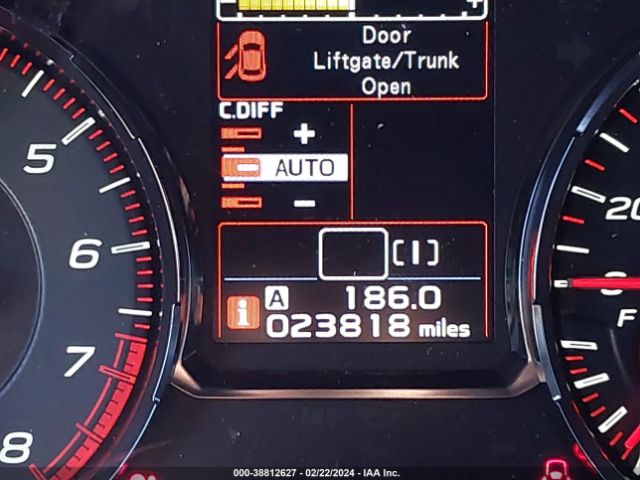 - +
Door
Liftgate/Trunk
Open
C.DIFF
+
AUTO
-
5
6
7
8
20
F
[I]
A 186.0
i 023818 miles
000-38812627 - 02/22/2024 - IAA Inc.